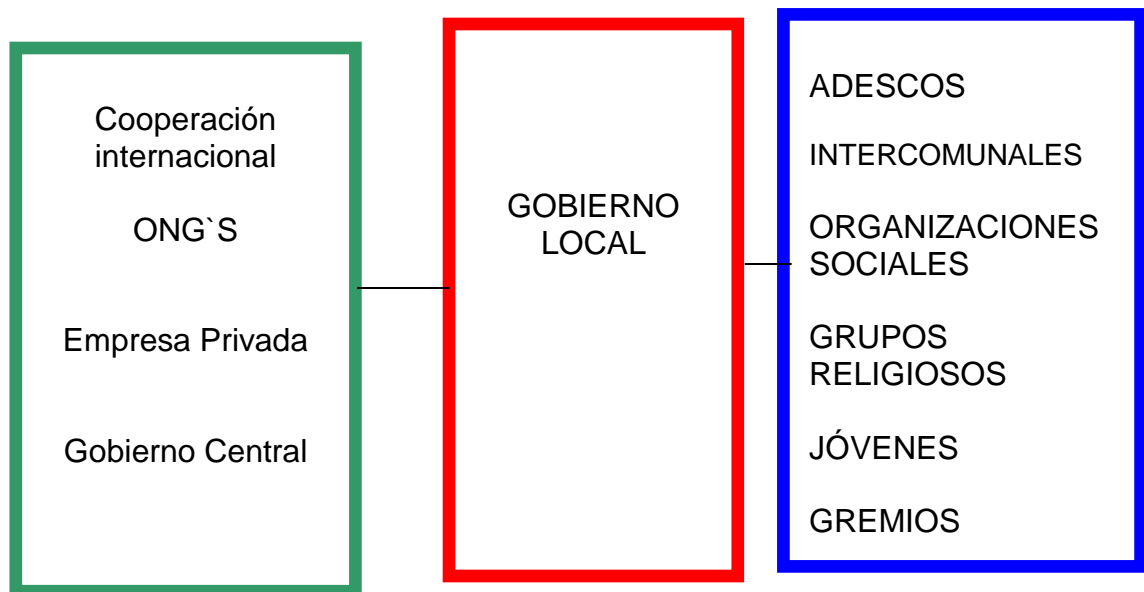 Cooperación
internacional
ONG`S
Empresa Privada
Gobierno Central
GOBIERNO
LOCAL
ADESCOS
INTERCOMUNALES
ORGANIZACIONES
SOCIALES
GRUPOS
RELIGIOSOS
JÓVENES
GREMIOS